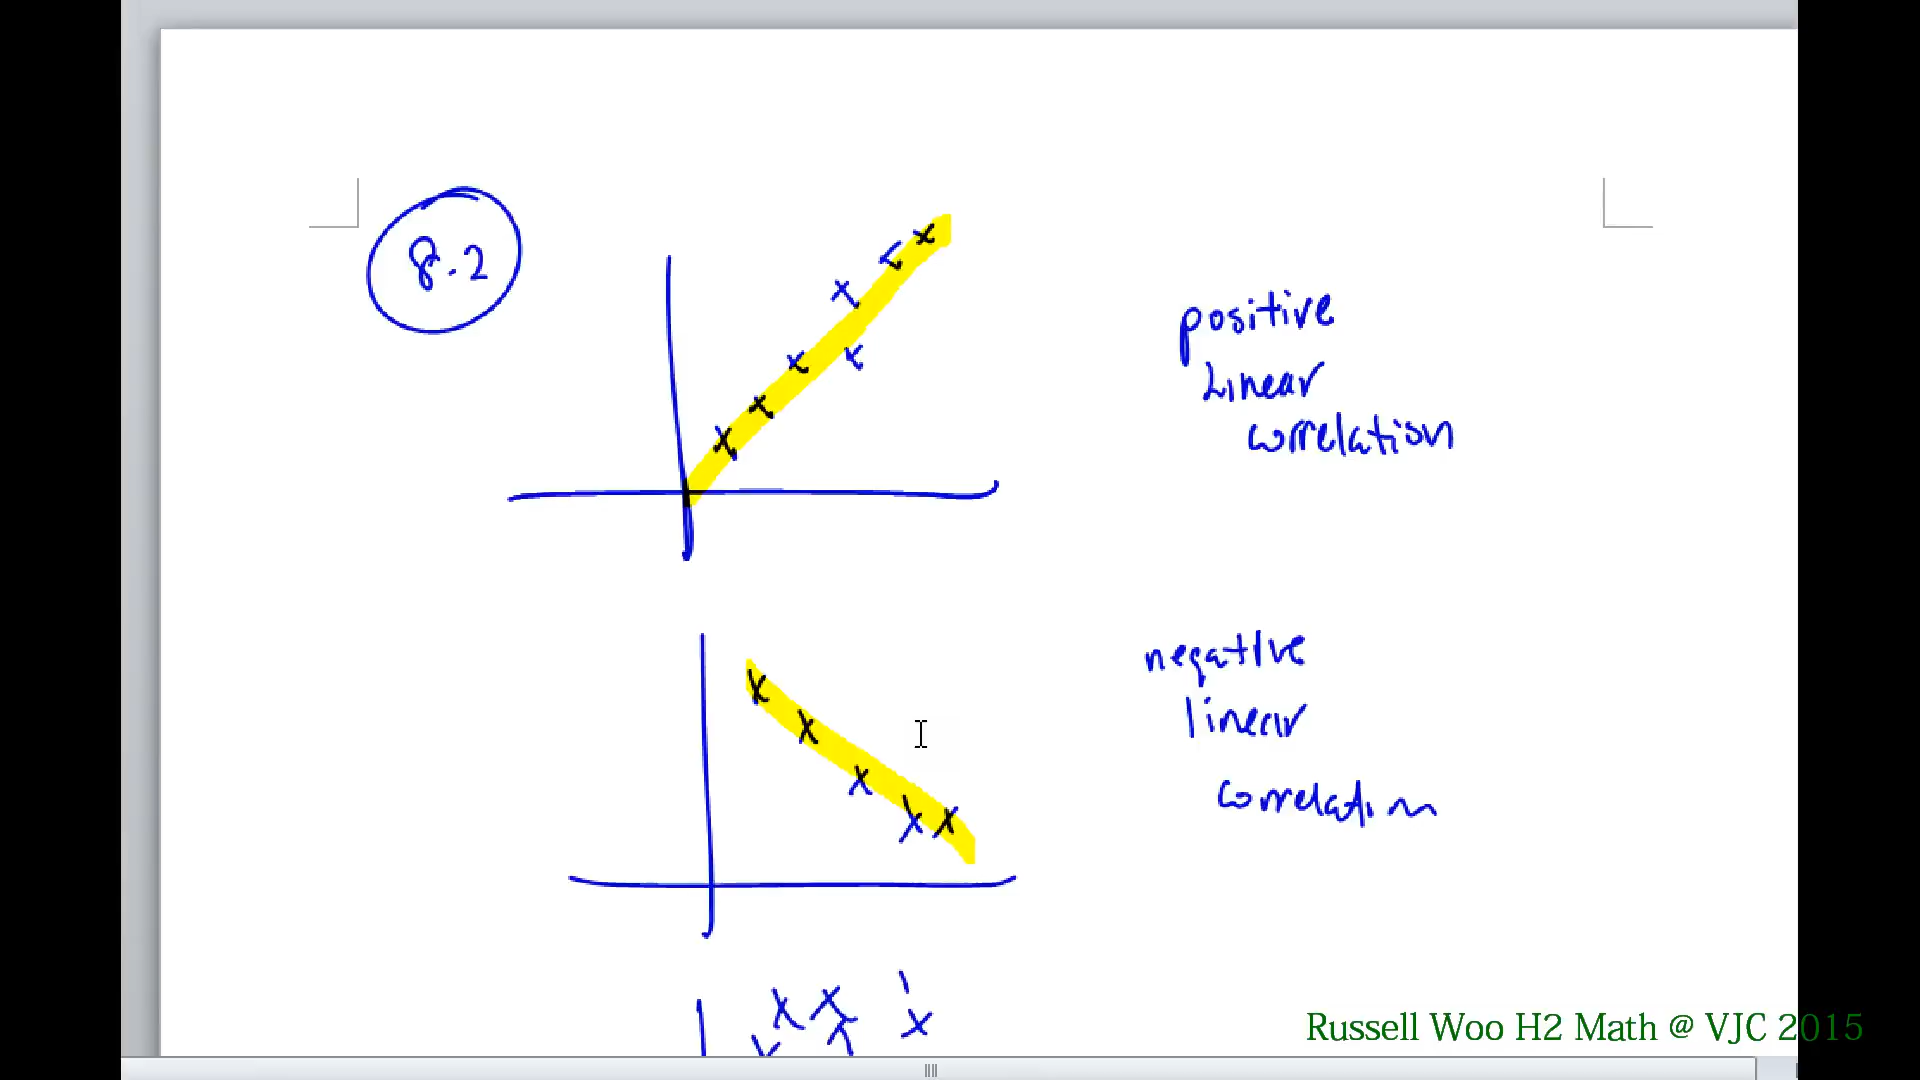 8.2
positive
Linear
correlation
negative
linear
correlation
Russell Woo H2 Math @ VJC 2015